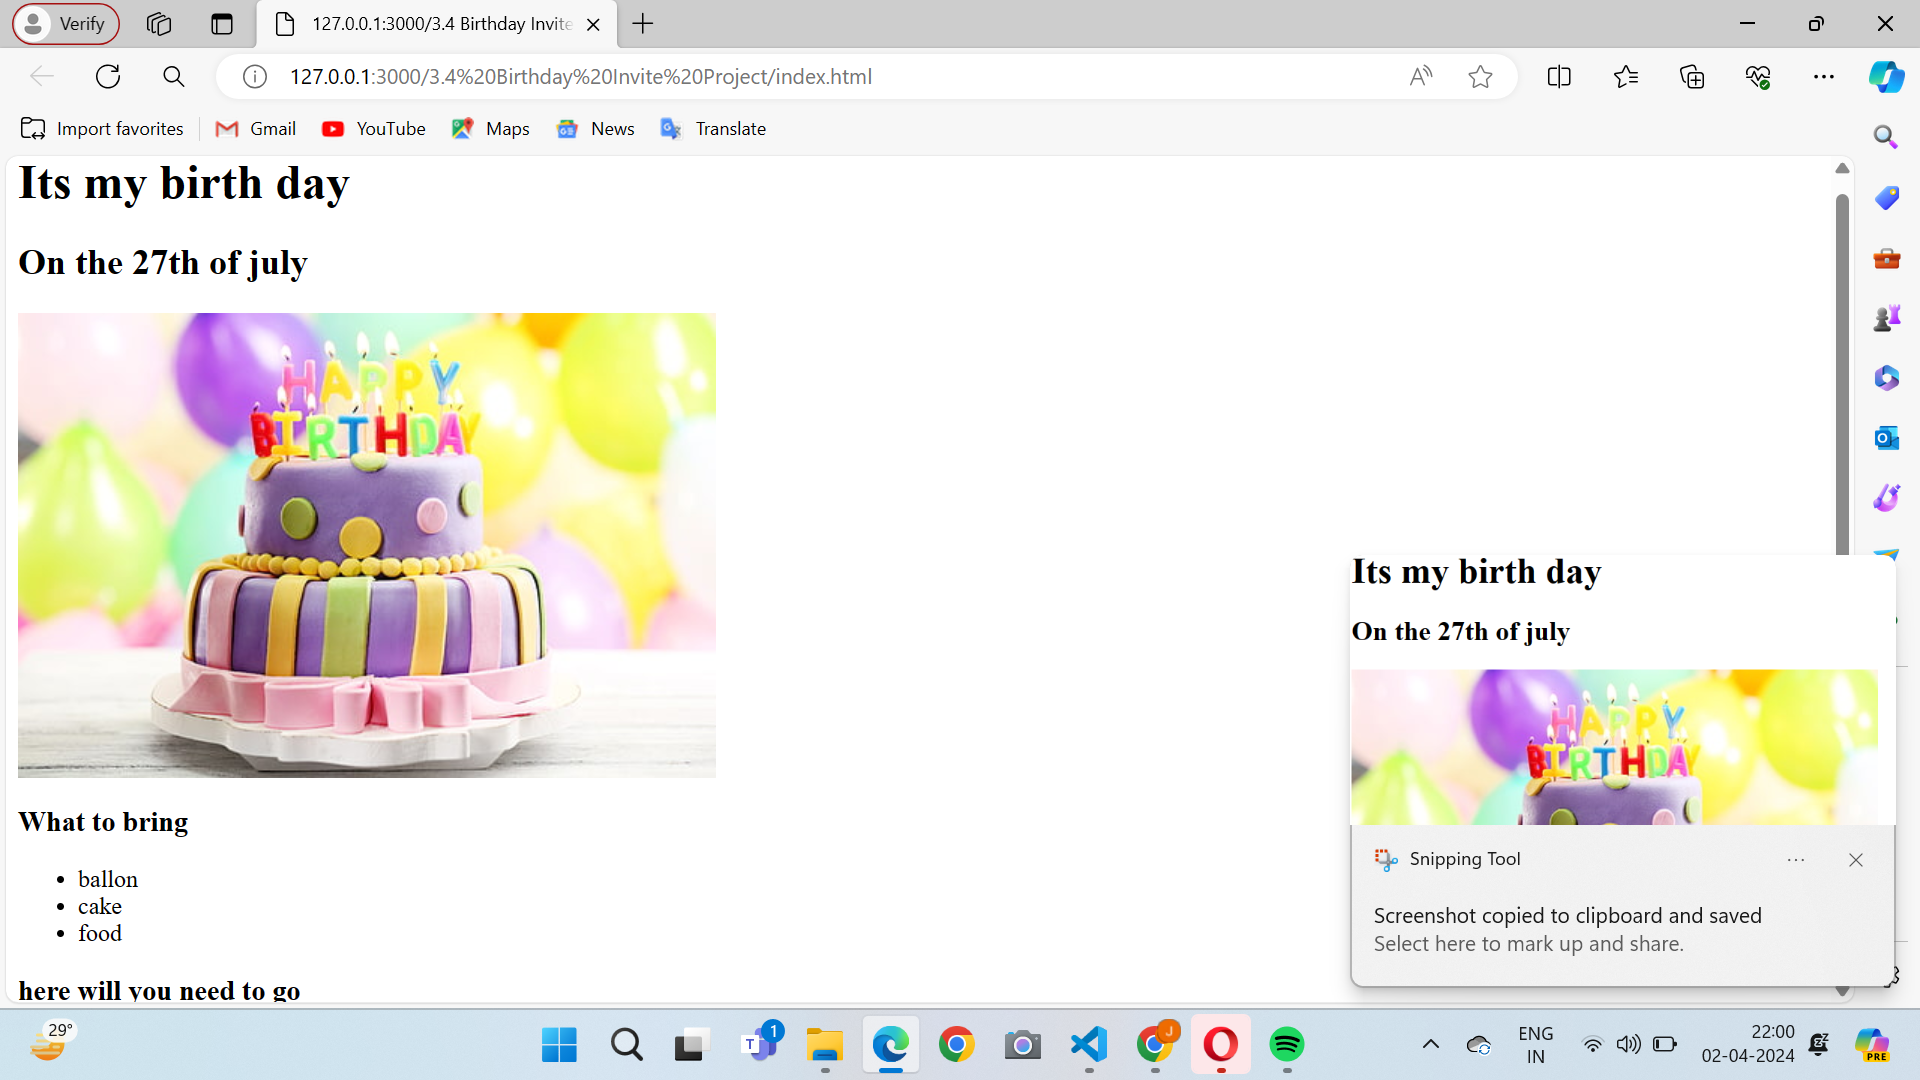 Verify
127.0.0.1:3000/3.4 Birthday Invite
127.0.0.1:3000/3.4%20Birthday%20Invite%20Project/index.html
Import favorites
Gmail
YouTube
Maps
News
Translate
Its my birth day
On the 27th of july
HAPPY
BIRTHDAY
What to bring
ballon
cake
food
here will you need to go
Its my birth day
On the 27th of july
HAPPY
BIRTHDAY
Snipping Tool
Screenshot copied to clipboard and saved
Select here to mark up and share.
29°
1
J
ENG
IN
22:00
02-04-2024
PRE